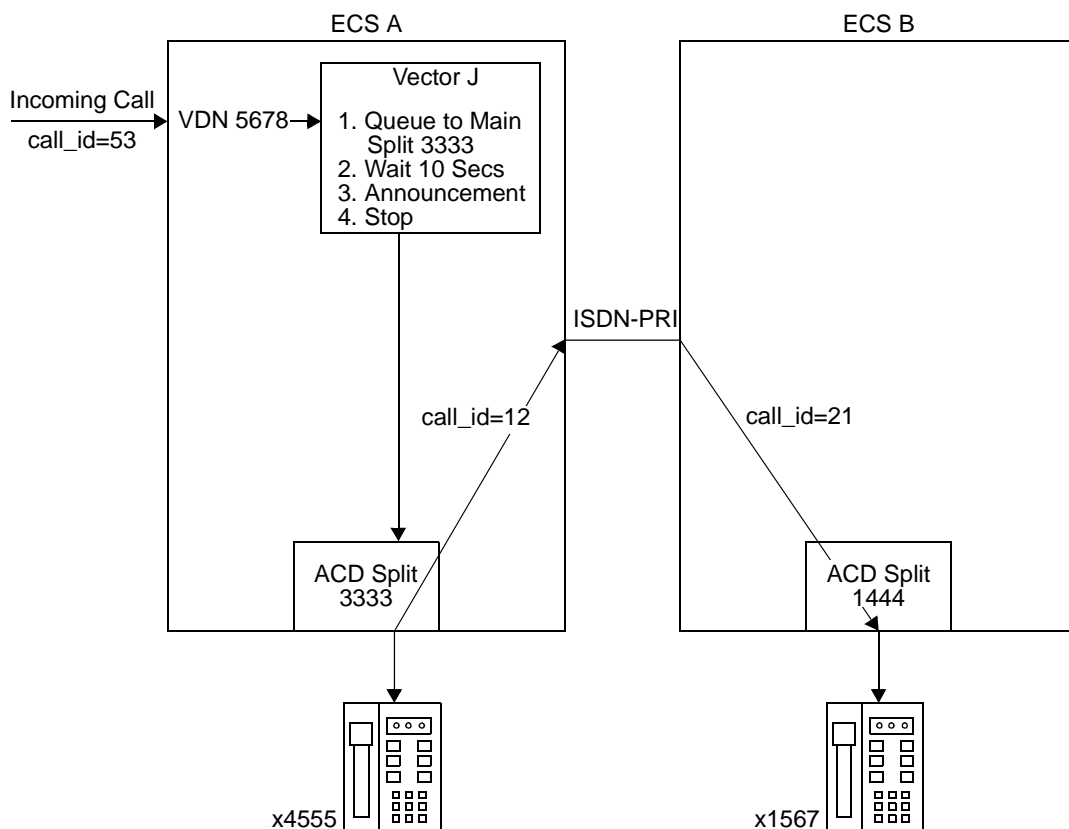 ECS A
ECS B
Vector J
Incoming Call
call_id=53
VDN 5678
1. Queue to Main
Split 3333
2. Wait 10 Secs
3. Announcement
4. Stop
ISDN-PRI
call_id=12
call_id=21
ACD Split
3333
ACD Split
1444
x4555
x1567